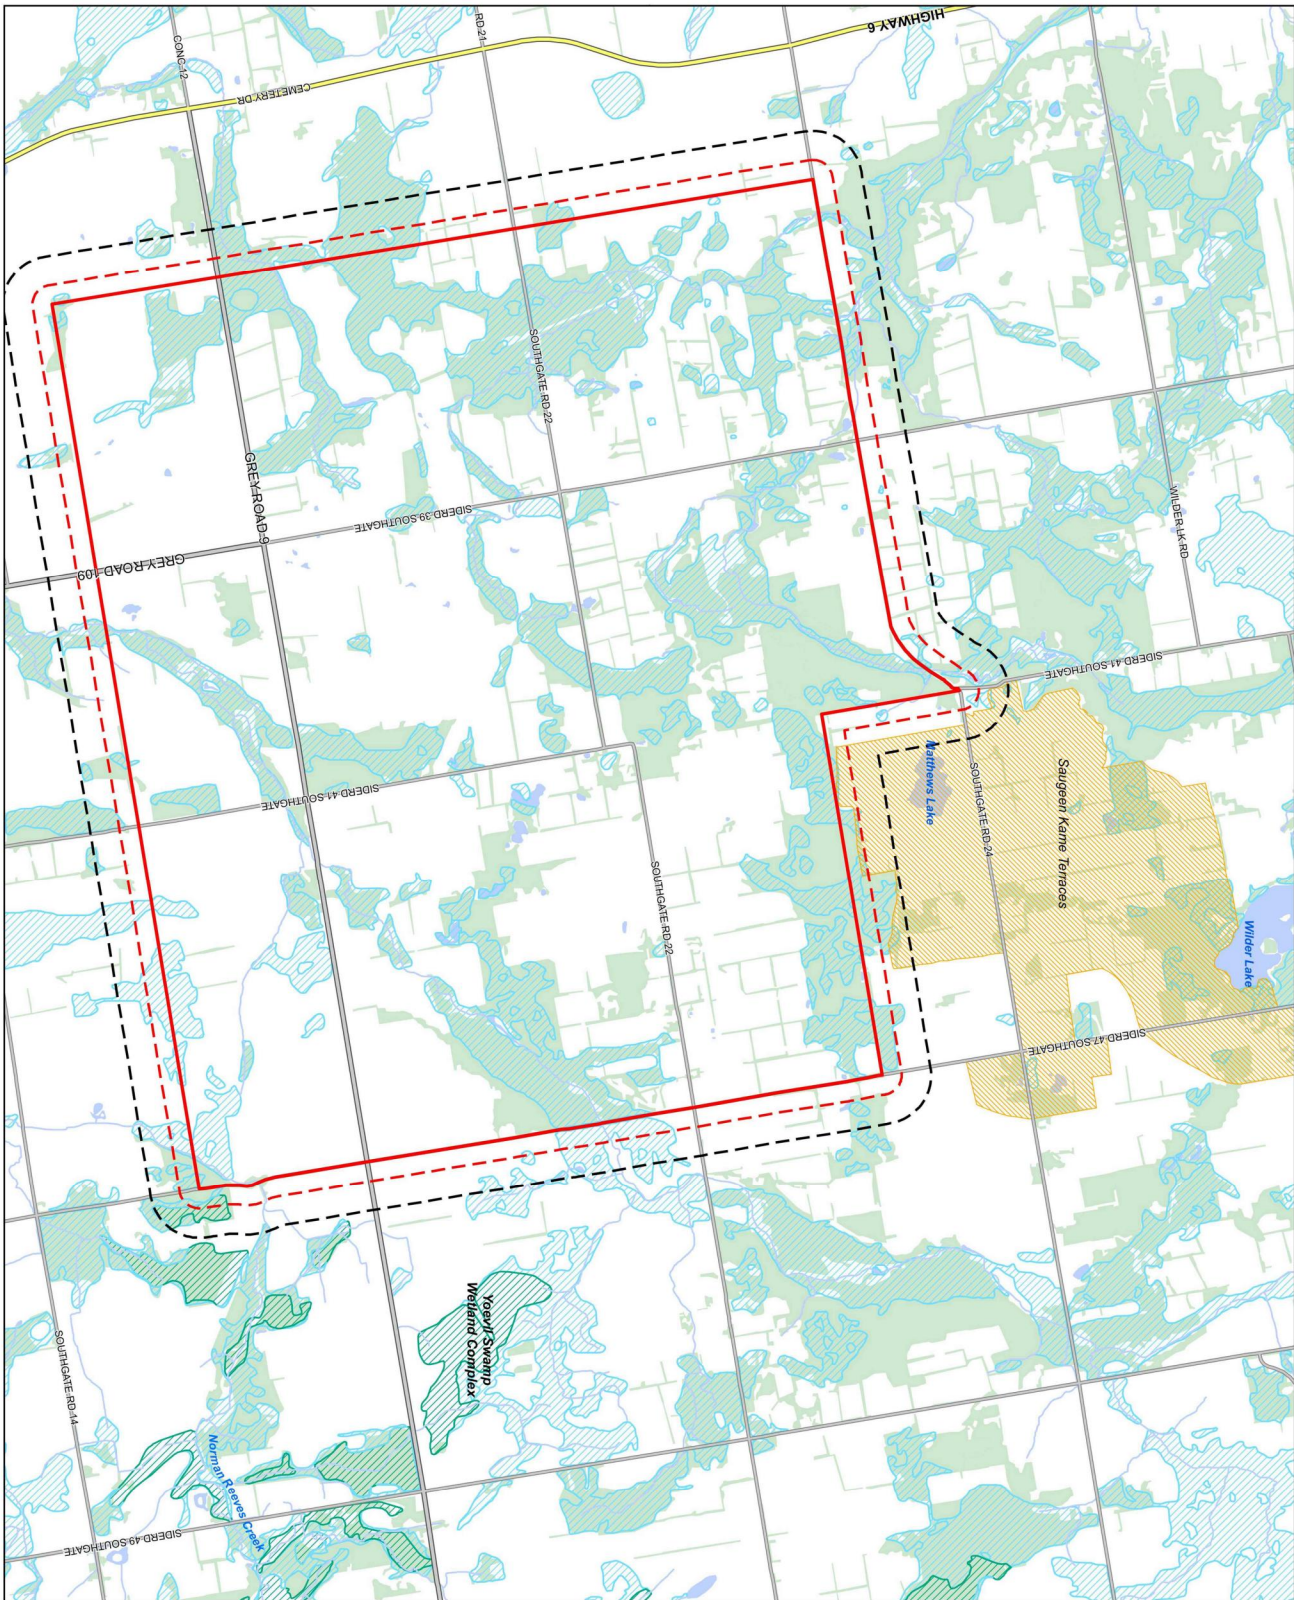 HIGHWAY 6
RD 21
CONC 12
CEMETERY DR
SOUTHGATE RD 22
GREY ROAD 9
SIDERD 39 SOUTHGATE
GREY ROAD 109
WILDER LK RD
SIDERD 41 SOUTHGATE
Matthews Lake
SOUTHGATE RD 24
Saugeen Kame Terraces
SIDERD 41 SOUTHGATE
SOUTHGATE RD 22
Wilder Lake
SIDERD 47 SOUTHGATE
Yoevil Swamp
Wetland Complex
SOUTHGATE RD 14
Norman Reeves Creek
SIDERD 49 SOUTHGATE